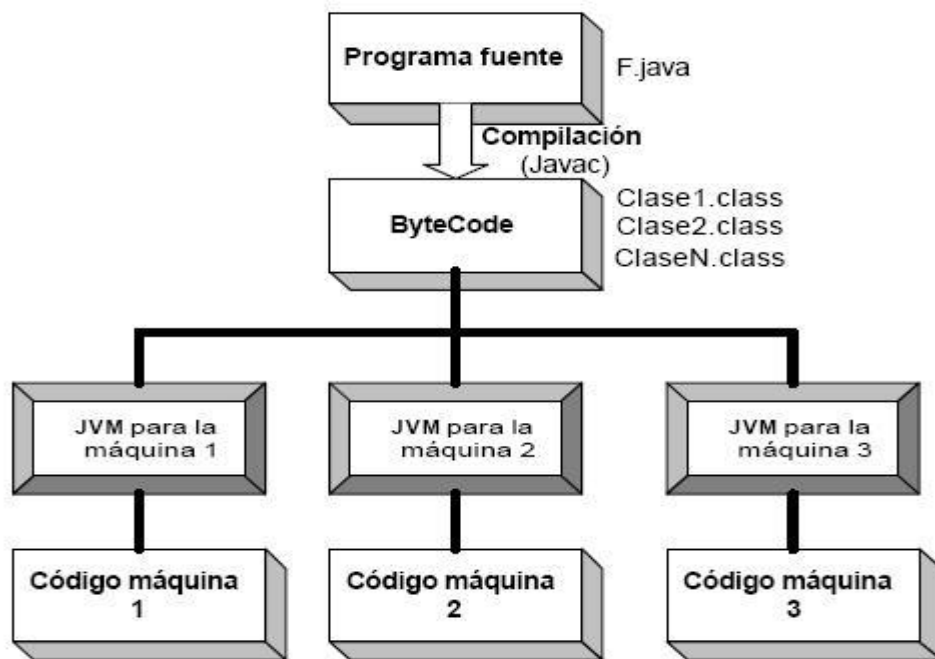 Programa fuente
F.java
Compilación
(Javac)
ByteCode
Clase1.class
Clase2.class
ClaseN.class
JVM para la
máquina 1
JVM para la
máquina 2
JVM para la
máquina 3
Código máquina
1
Código máquina
2
Código máquina
3